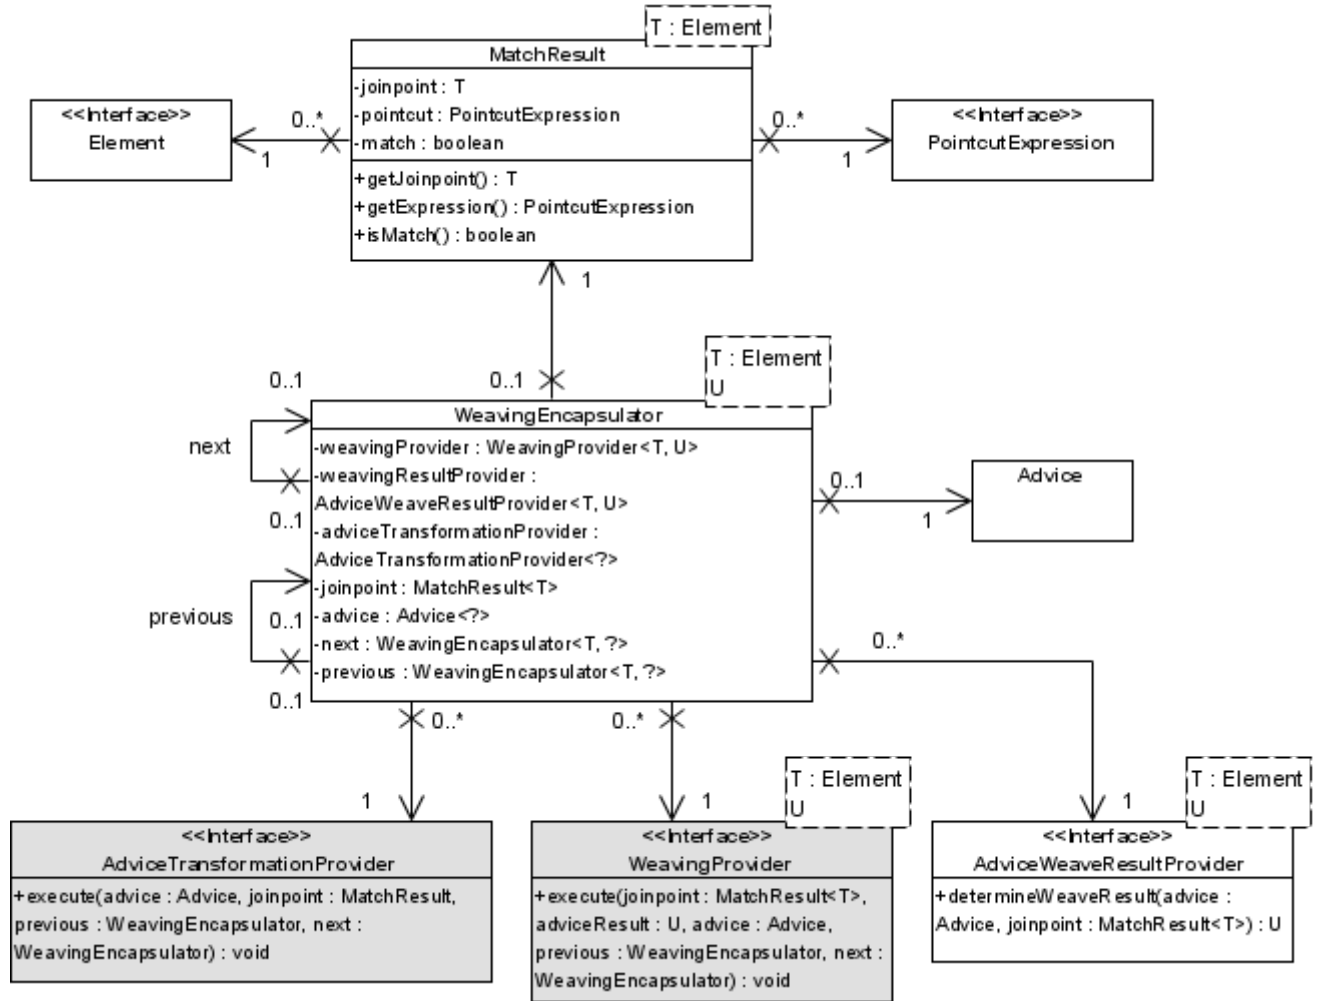 T : Element
MatchResult
-joinpoint : T
-pointcut : PointcutExpression
-match : boolean
+getJoinpoint() : T
+getExpression() : PointcutExpression
+isMatch() : boolean
<<Interface>>
Element
0..*
1
0..*
1
<<Interface>>
PointcutExpression
1
0..1
T : Element
U
WeavingEncapsulator
-weavingProvider : WeavingProvider<T, U>
-weavingResultProvider :
AdviceWeaveResultProvider<T, U>
-adviceTransformationProvider :
AdviceTransformationProvider<?>
-joinpoint : MatchResult<T>
-advice : Advice<?>
-next : WeavingEncapsulator<T, ?>
-previous : WeavingEncapsulator<T, ?>
0..1
next
0..1
previous
0..1
0..1
0..1
1
Advice
0..*
0..*
0..*
1
1
1
<<Interface>>
AdviceTransformationProvider
+execute(advice : Advice, joinpoint : MatchResult,
previous : WeavingEncapsulator, next :
WeavingEncapsulator) : void
T : Element
U
<<Interface>>
WeavingProvider
+execute(joinpoint : MatchResult<T>,
adviceResult : U, advice : Advice,
previous : WeavingEncapsulator, next :
WeavingEncapsulator) : void
T : Element
U
<<Interface>>
AdviceWeaveResultProvider
+determineWeaveResult(advice :
Advice, joinpoint : MatchResult<T>) : U